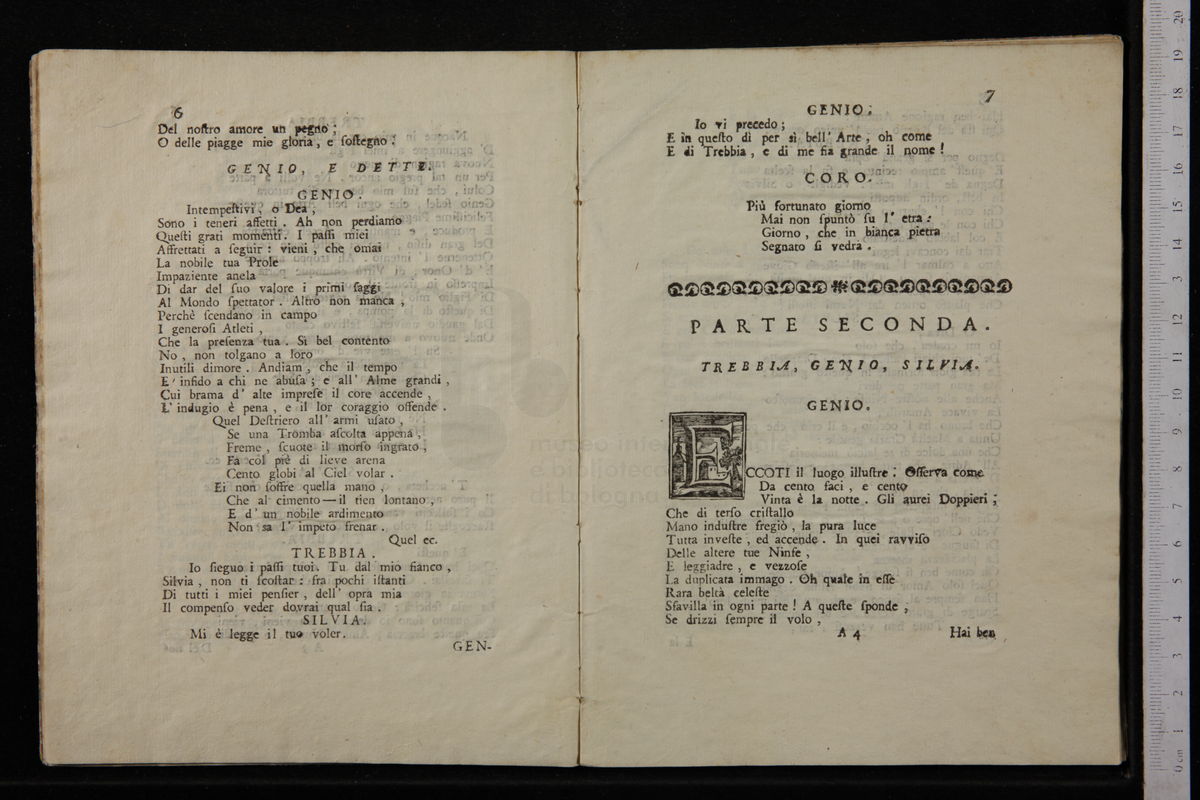 6
Del noſtro amore un pegno ;
O delle piagge mie gloria , e ſoſtegno .
GENIO, E DETTE.
GENIO .
Intempeſtivi , o Dea ,
Sono i teneri affetti . Ah non perdiamo
Queſti grati momenti . I paſſi miei
Affrettati a ſeguir : vieni , che omai
La nobile tua Prole
Impaziente anela
Di dar del ſuo valore i primi ſaggi
Al Mondo ſpettator . Altro non manca ,
Perchè ſcendano in campo
I generoſi Atleti ,
Che la preſenza tua . Sì bel contento
No , non tolgano a loro
Inutili dimore . Andiam , che il tempo
E' infido a chi ne abuſa ; e all' Alme grandi ,
Cui brama d' alte impreſe il core accende ,
L' indugio è pena , e il lor coraggio offende .
Quel Deſtriero all' armi uſato ,
Se una Tromba aſcolta appena ,
Freme , ſcuote il morſo ingrato ,
Fa col piè di lieve arena
Cento globi al Ciel volar .
Ei non ſoffre quella mano ,
Che al cimento — il tien lontano ,
E d' un nobile ardimento
Non sa l' impeto frenar .
Quel ec.
TREBBIA .
Io ſieguo i paſſi tuoi . Tu dal mio fianco ,
Silvia , non ti ſcoſtar : fra pochi iſtanti
Di tutti i miei penſier , dell' opra mia
Il compenſo veder dovrai qual ſia .
SILVIA .
Mi è legge il tuo voler .
GEN-
7
GENIO .
Io vi precedo ;
E in queſto dì per sì bell' Arte , oh come
E di Trebbia , e di me fia grande il nome !
CORO .
Più fortunato giorno
Mai non ſpuntò ſu l' etra :
Giorno , che in bianca pietra
Segnato ſi vedrà .
PARTE SECONDA .
TREBBIA, GENIO, SILVIA.
GENIO.
ECCOTI il luogo illuſtre . Oſſerva come
Da cento faci , e cento
Vinta è la notte . Gli aurei Doppieri ,
Che di terſo criſtallo
Mano induſtre fregiò , la pura luce
Tutta inveſte , ed accende . In quei ravviſo
Delle altere tue Ninfe ,
E leggiadre , e vezzoſe
La duplicata immago . Oh quale in eſſe
Rara beltà celeſte
Sfavilla in ogni parte ! A queſte ſponde ,
Se drizzi ſempre il volo ,
A 4
Hai ben